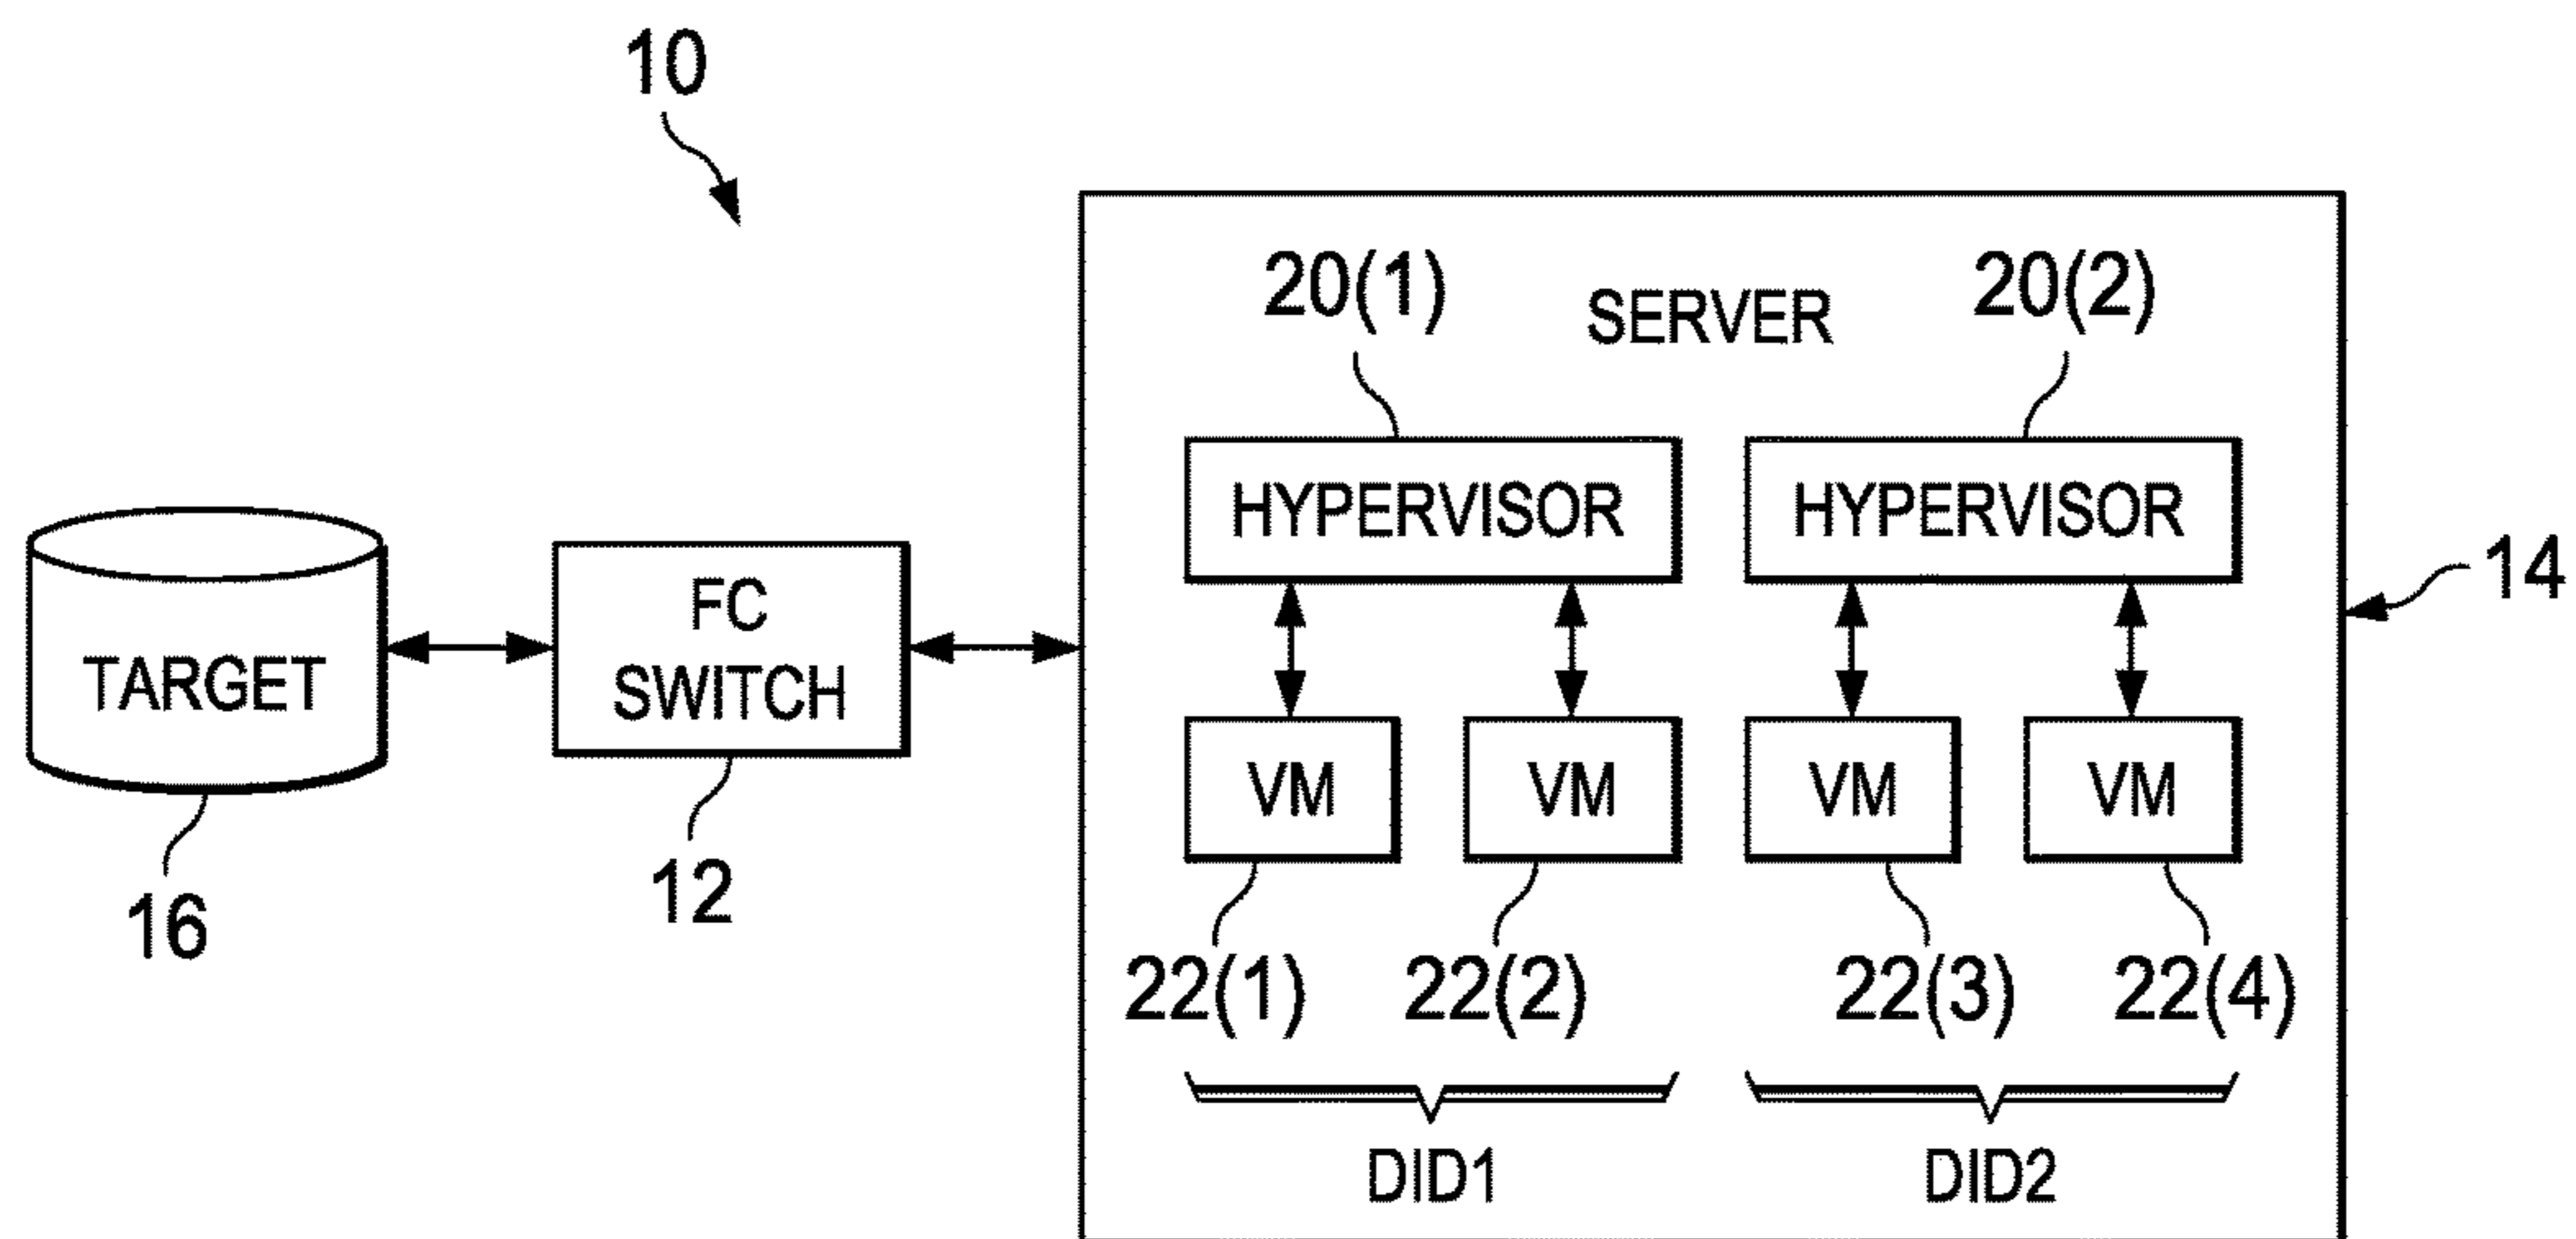 10
20(1)
SERVER
20(2)
HYPERVISOR
HYPERVISOR
14
TARGET
FC
SWITCH
VM
VM
VM
VM
16
12
22(1)
22(2)
22(3)
22(4)
DID1
DID2